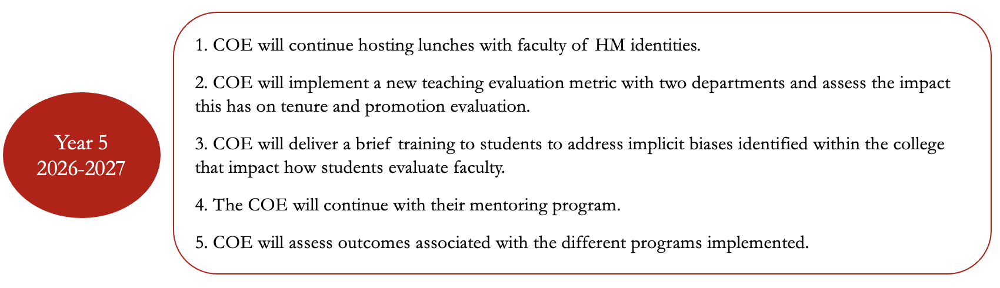 Year 5
2026-2027
1. COE will continue hosting lunches with faculty of HM identities.
2. COE will implement a new teaching evaluation metric with two departments and assess the impact
this has on tenure and promotion evaluation.
3. COE will deliver a brief training to students to address implicit biases identified within the college
that impact how students evaluate faculty.
4. The COE will continue with their mentoring program.
5. COE will assess outcomes associated with the different programs implemented.